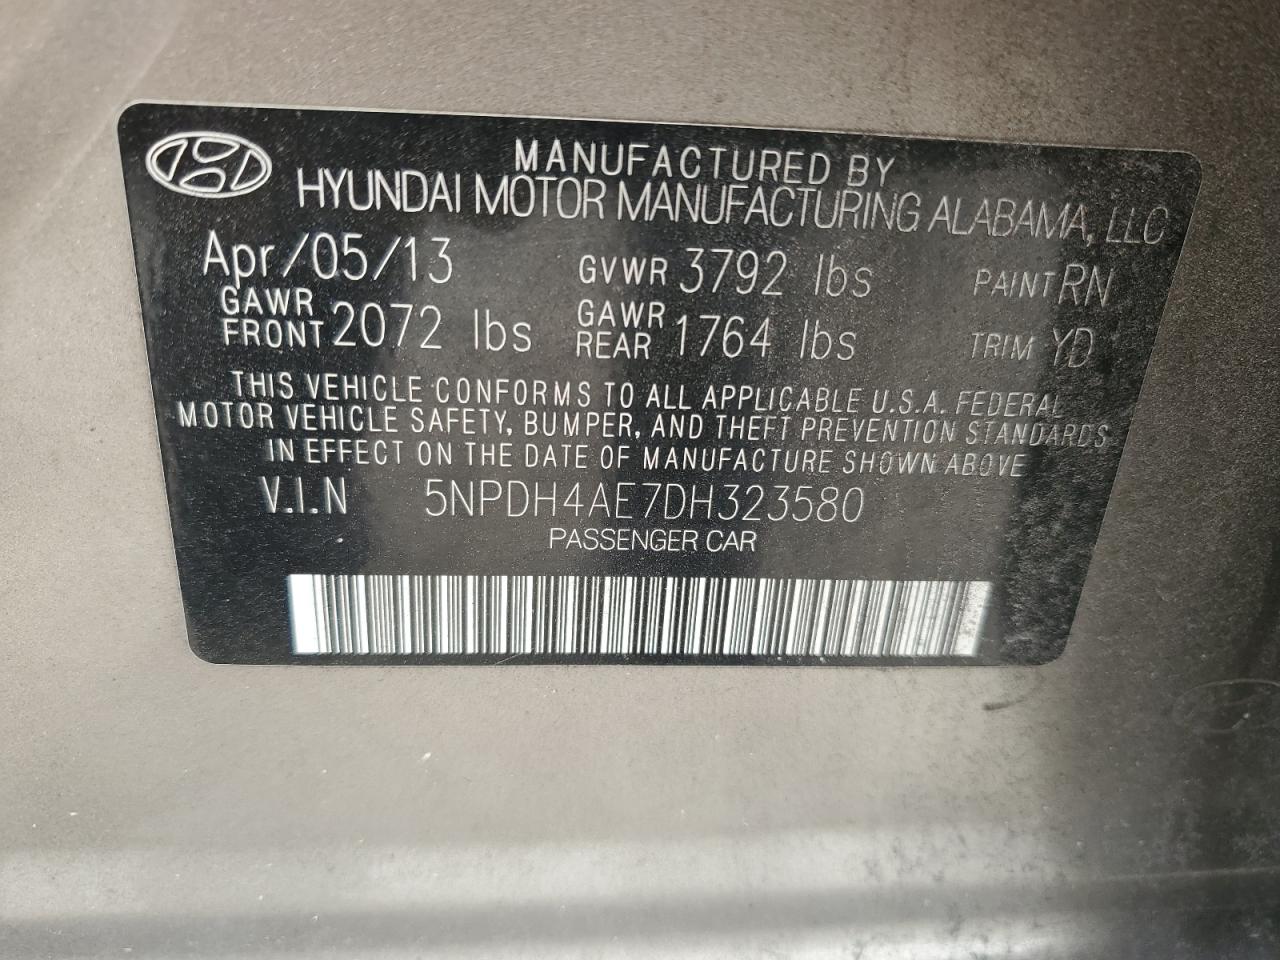 MANUFACTURED BY
HYUNDAI MOTOR MANUFACTURING ALABAMA, LLC
Apr/05/13 GVWR 3792 lbs PAINT RN
GAWR FRONT 2072 lbs GAWR REAR 1764 lbs TRIM YD
THIS VEHICLE CONFORMS TO ALL APPLICABLE U.S.A. FEDERAL
MOTOR VEHICLE SAFETY, BUMPER, AND THEFT PREVENTION STANDARDS
IN EFFECT ON THE DATE OF MANUFACTURE SHOWN ABOVE
V.I.N 5NPDH4AE7DH323580
PASSENGER CAR